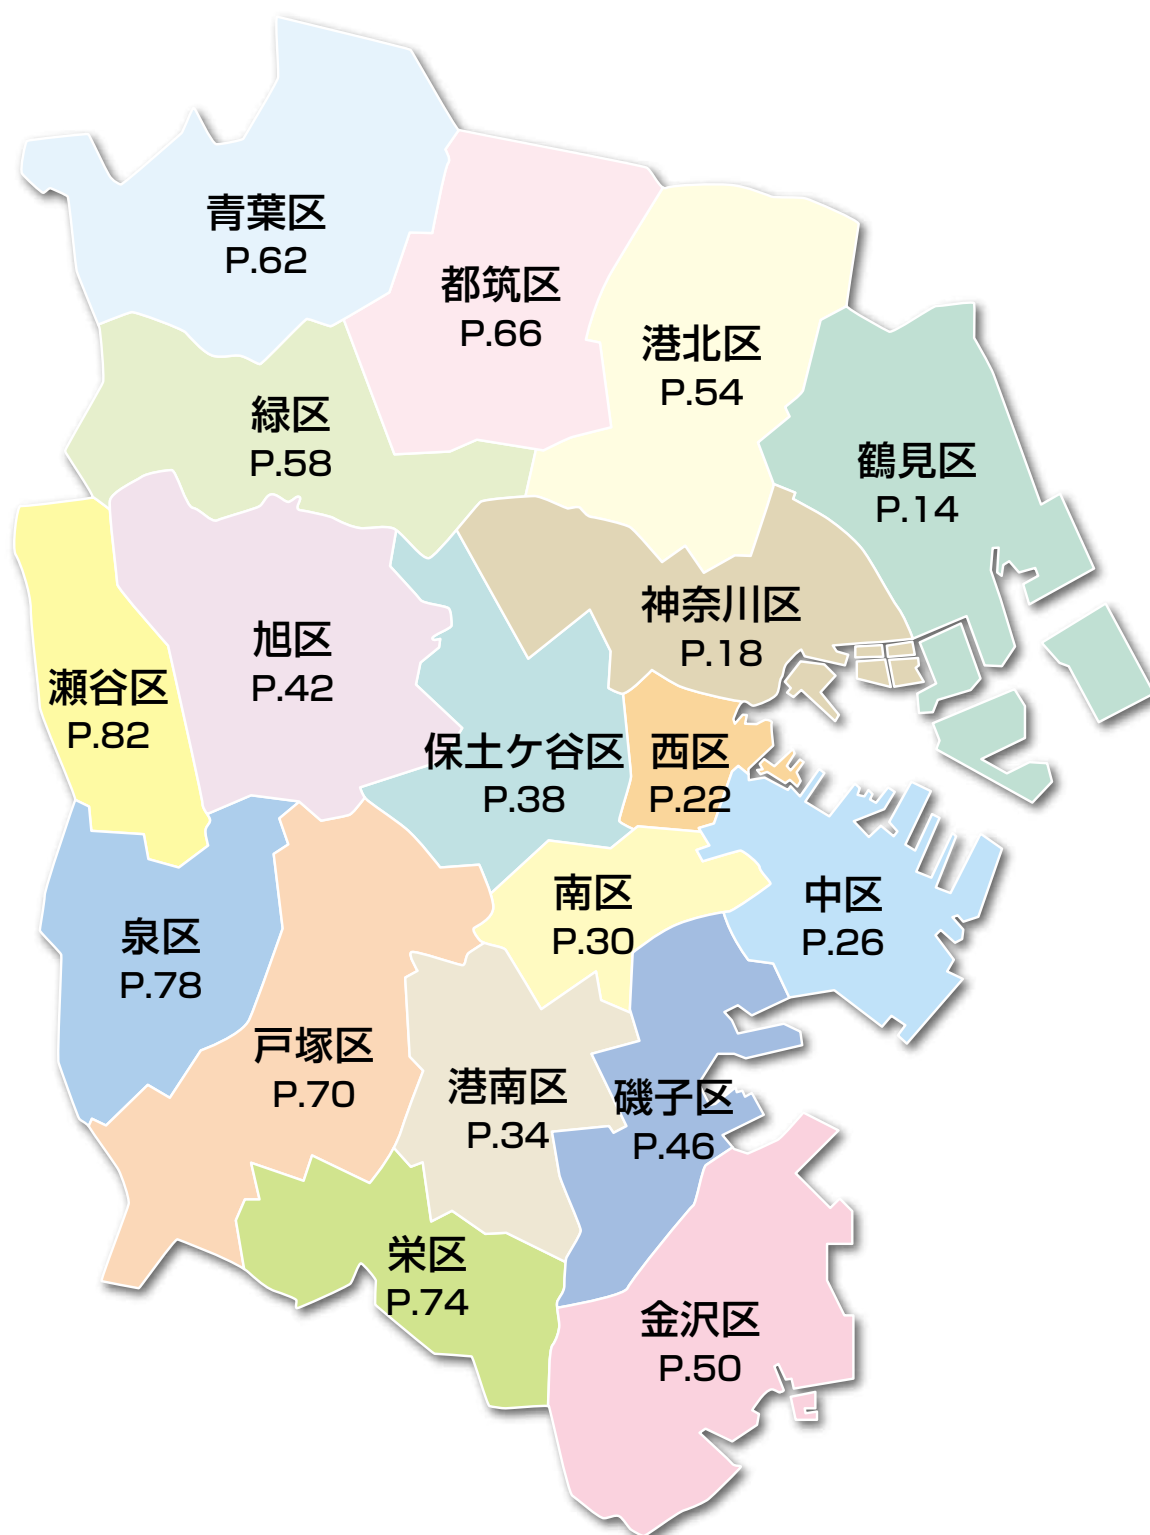 青葉区
P.62
都筑区
P.66
港北区
P.54
緑区
P.58
鶴見区
P.14
神奈川区
P.18
旭区
P.42
瀬谷区
P.82
保土ケ谷区
P.38
西区
P.22
南区
P.30
中区
P.26
泉区
P.78
戸塚区
P.70
港南区
P.34
磯子区
P.46
栄区
P.74
金沢区
P.50